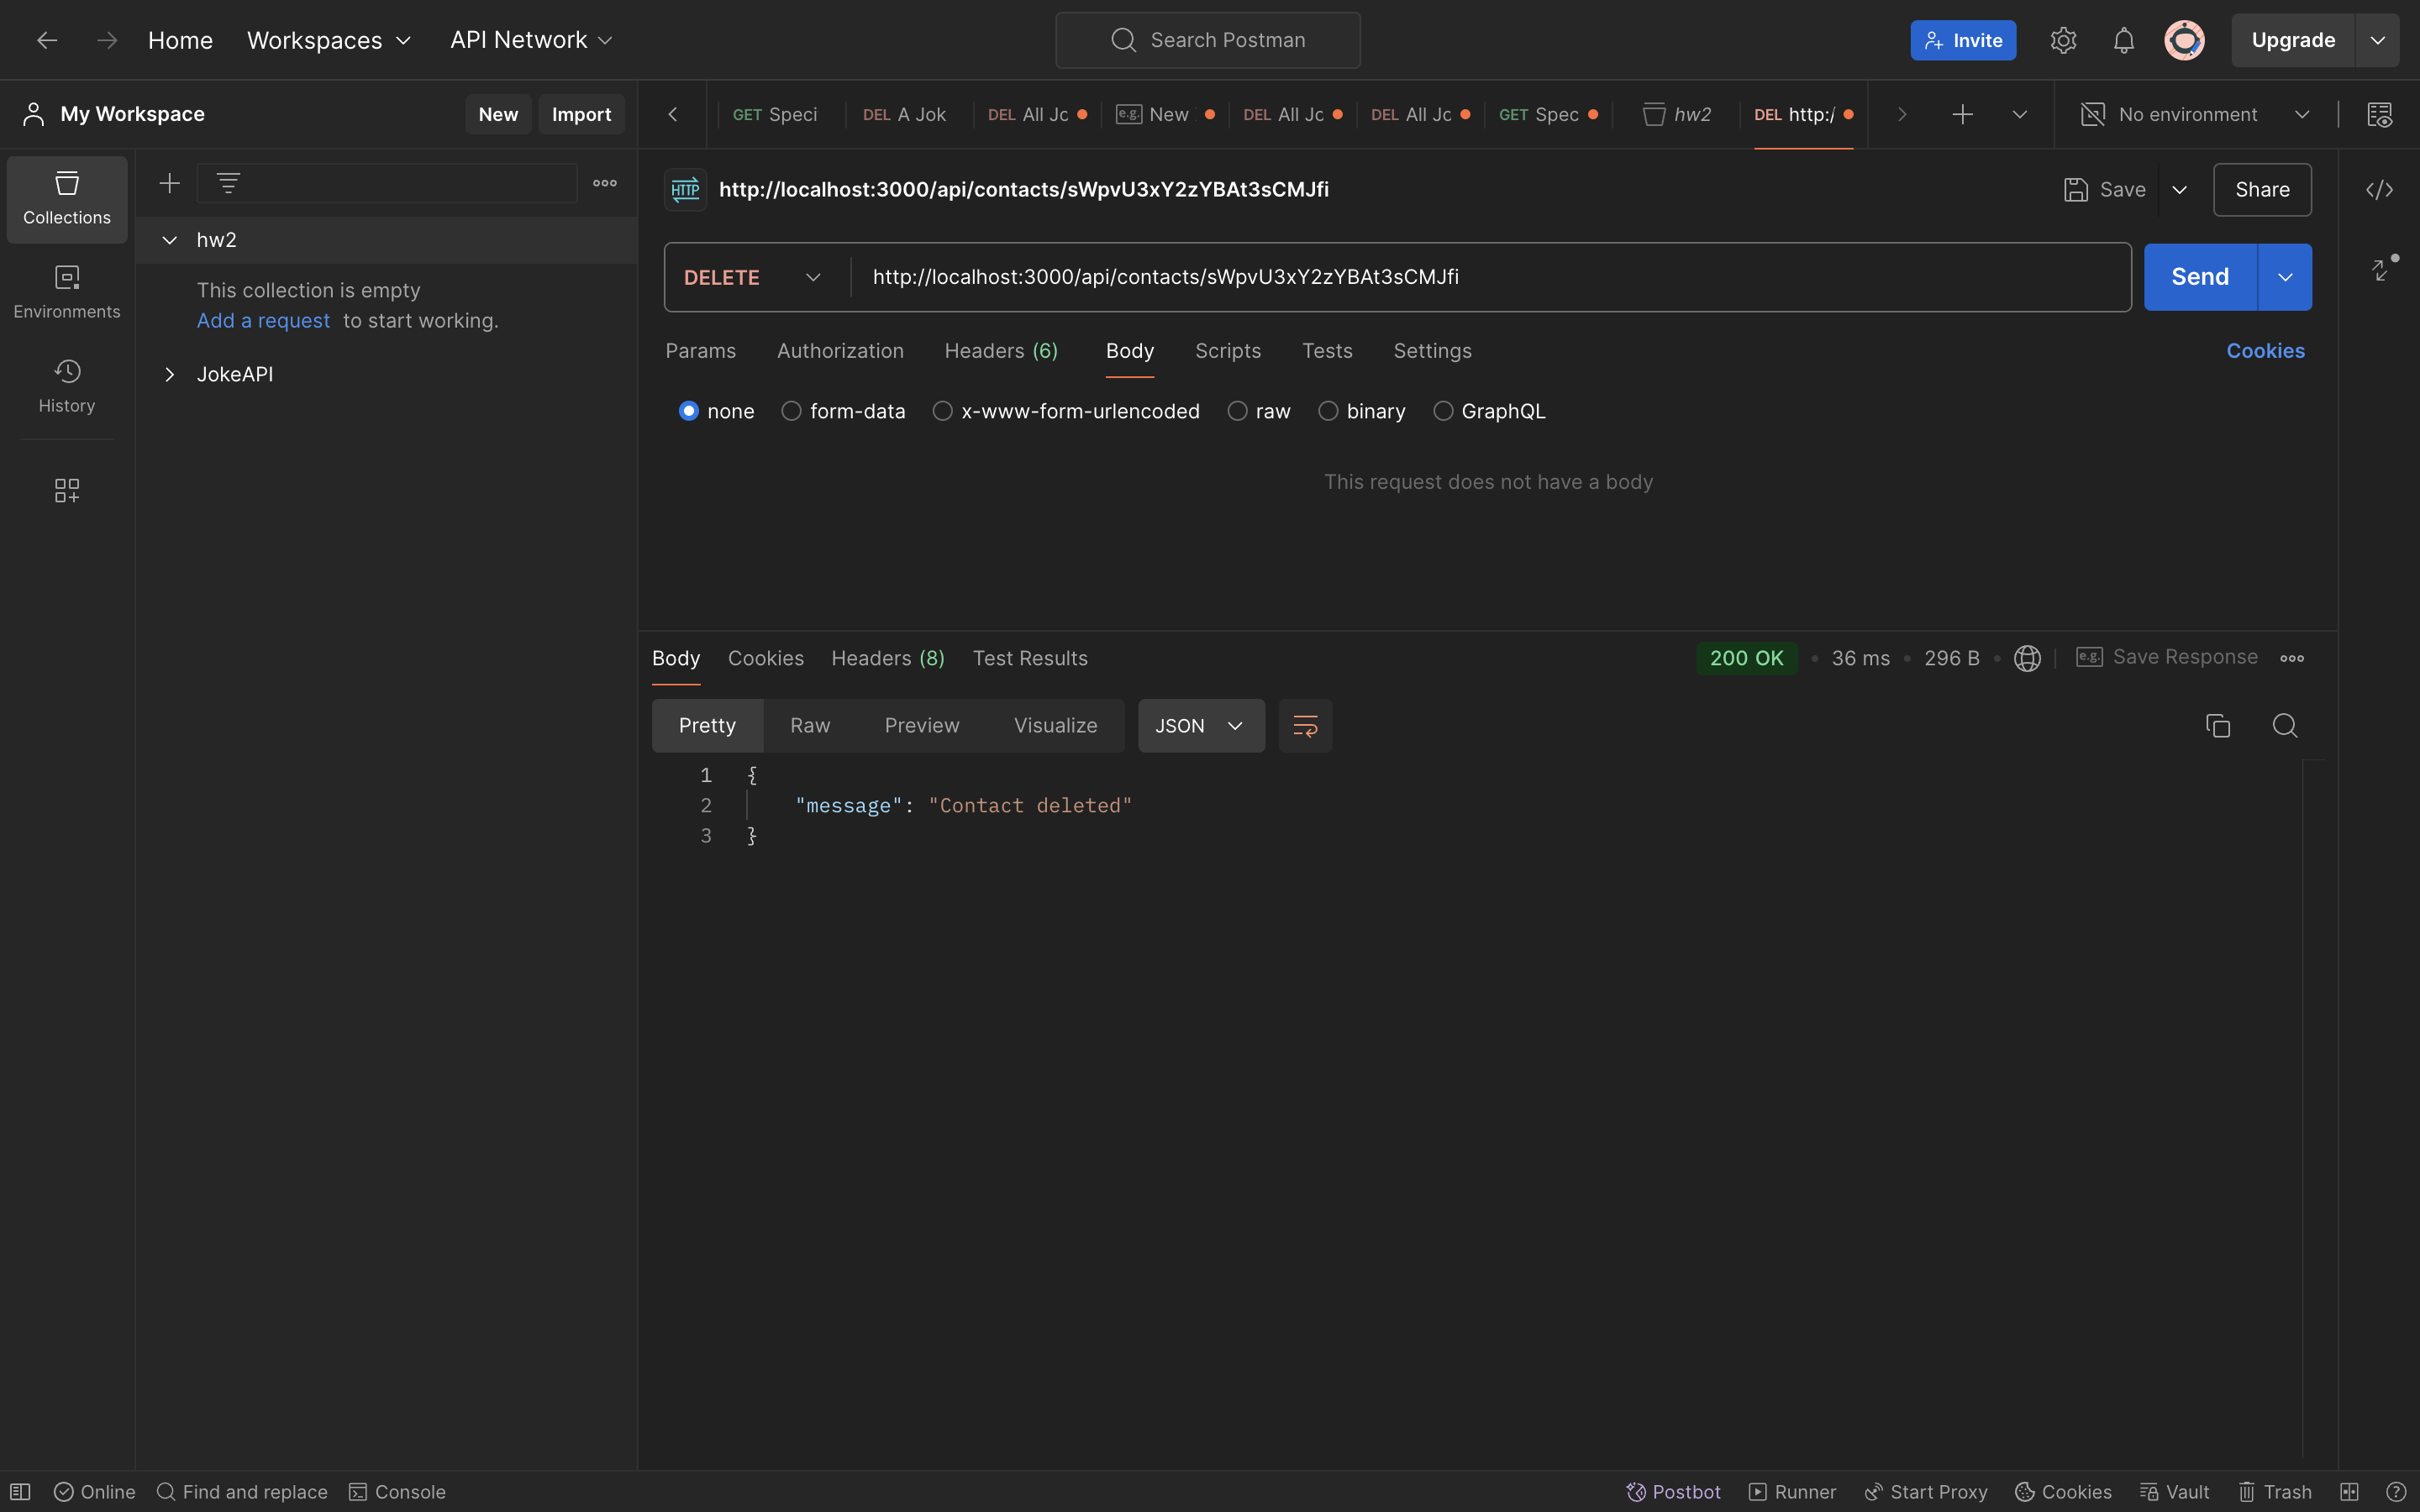 Home Workspaces API Network Search Postman Invite Upgrade
My Workspace New Import
GET Speci DEL A Jok DEL All Jc e.g. New DEL All Jc DEL All Jc GET Spec hw2 DEL http:/ No environment
Collections
Environments
History
hw2
This collection is empty
Add a request to start working.
JokeAPI
HTTP http://localhost:3000/api/contacts/sWpvU3xY2zYBAt3sCMJfi Save Share
DELETE http://localhost:3000/api/contacts/sWpvU3xY2zYBAt3sCMJfi Send
Params Authorization Headers (6) Body Scripts Tests Settings Cookies
none form-data x-www-form-urlencoded raw binary GraphQL
This request does not have a body
Body Cookies Headers (8) Test Results 200 OK • 36 ms • 296 B • e.g. Save Response
Pretty Raw Preview Visualize JSON
1 {
2 "message": "Contact deleted"
3 }
Online Find and replace Console Postbot Runner Start Proxy Cookies Vault Trash